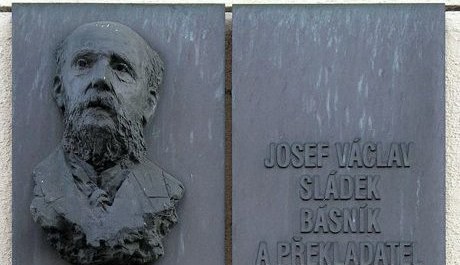 JOSEF VÁCLAV
SLÁDEK
BÁSNÍK
A PŘEKLADATEL